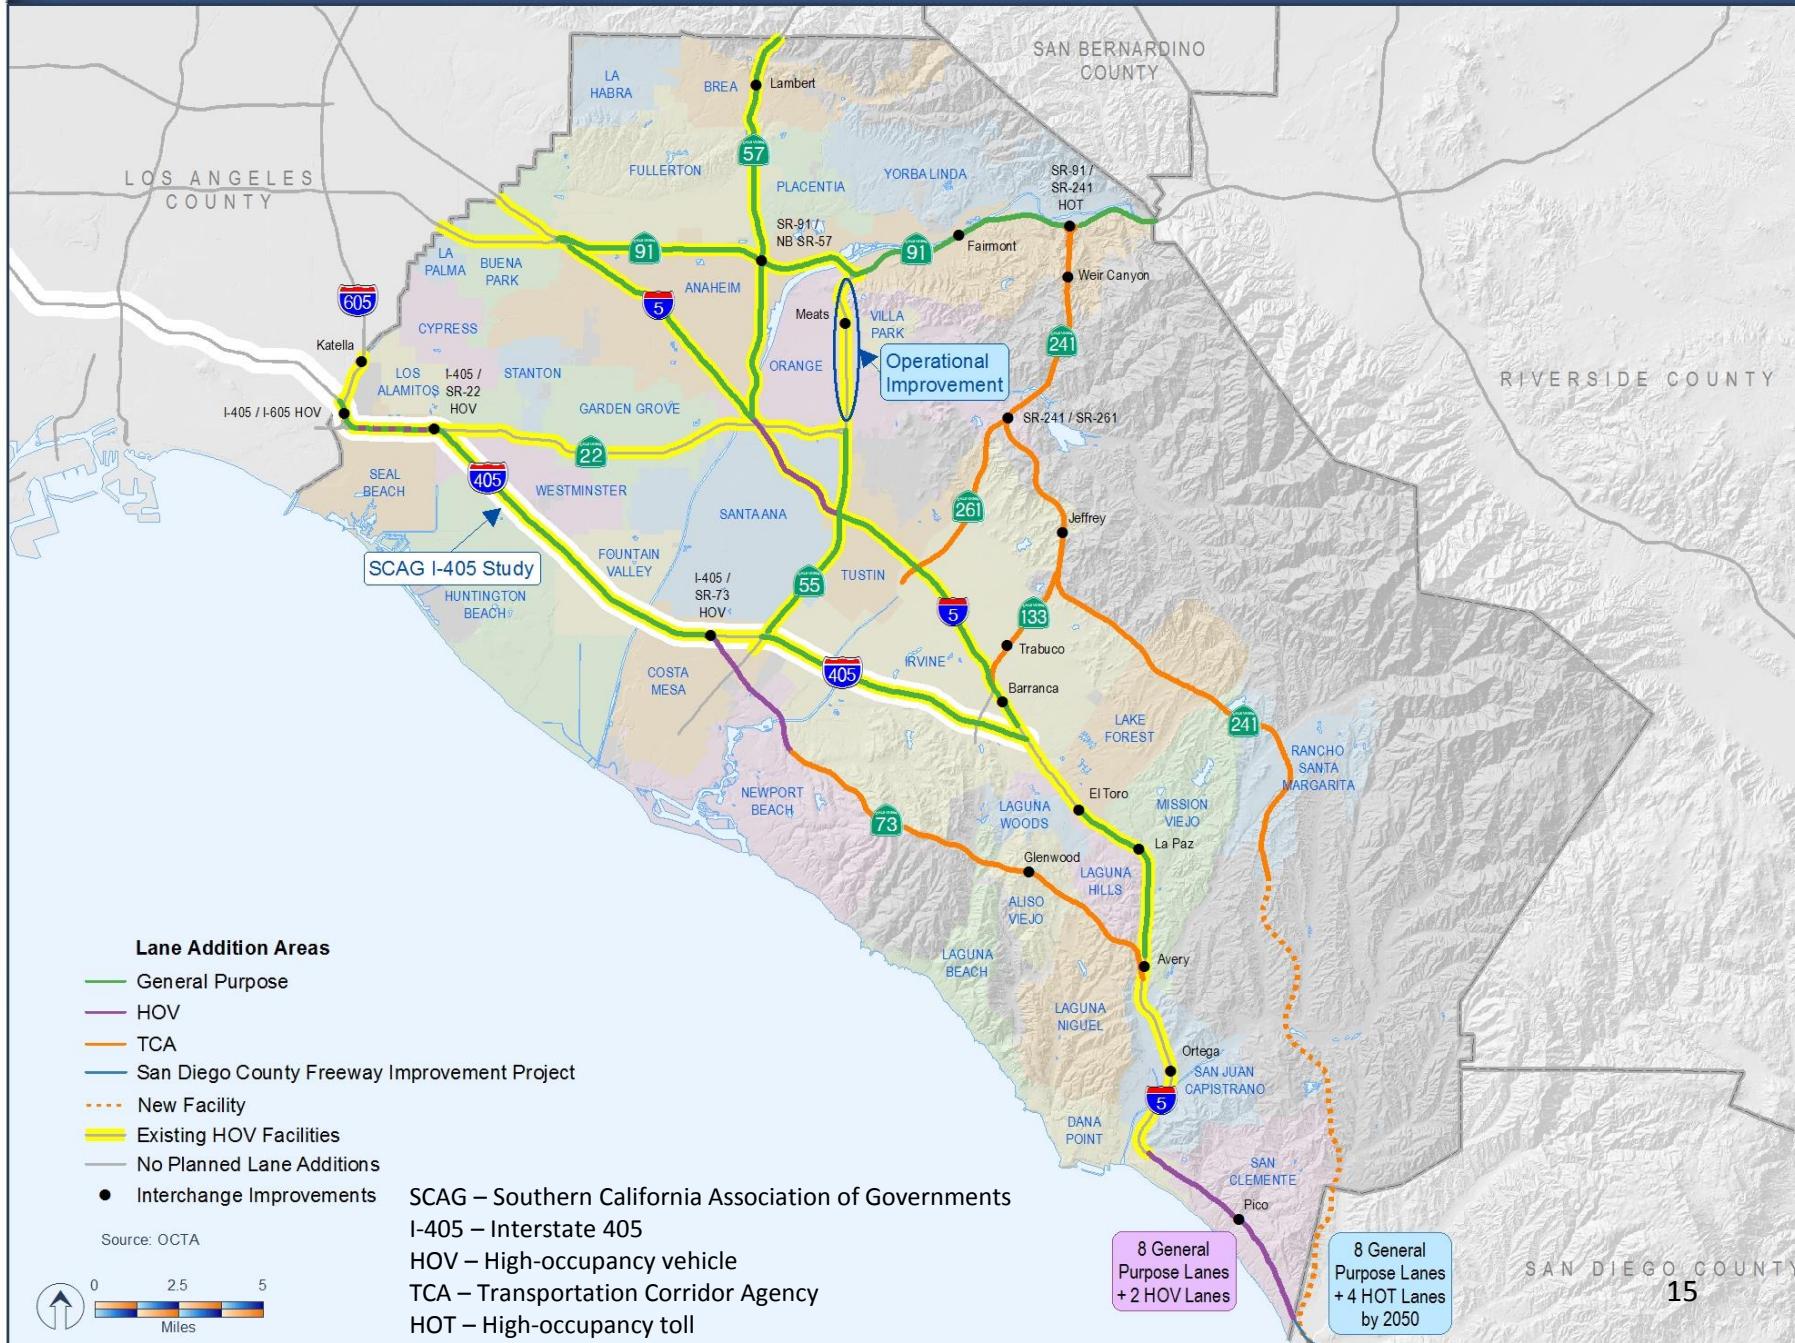 SAN BERNARDINO
COUNTY
LA
HABRA
BREA
Lambert
57
FULLERTON
LOS ANGELES
COUNTY
PLACENTIA
YORBA LINDA
SR-91 /
SR-241
HOT
SR-91 /
NB SR-57
91
91
Fairmont
LA
PALMA
BUENA
PARK
Weir Canyon
605
5
ANAHEIM
Meats
VILLA
PARK
CYPRESS
Katella
241
Operational
Improvement
ORANGE
LOS
ALAMITOS
STANTON
I-405 /
SR-22
HOV
RIVERSIDE COUNTY
I-405 / I-605 HOV
GARDEN GROVE
SR-241 / SR-261
22
405
SEAL
BEACH
WESTMINSTER
261
SANTA ANA
Jeffrey
SCAG I-405 Study
FOUNTAIN
VALLEY
I-405 /
SR-73
HOV
55
TUSTIN
HUNTINGTON
BEACH
5
133
Trabuco
IRVINE
COSTA
MESA
405
Barranca
LAKE
FOREST
241
RANCHO
SANTA
MARGARITA
NEWPORT
BEACH
El Toro
LAGUNA
WOODS
MISSION
VIEJO
73
La Paz
Glenwood
LAGUNA
HILLS
ALISO
VIEJO
LAGUNA
BEACH
Avery
LAGUNA
NIGUEL
Ortega
SAN JUAN
CAPISTRANO
5
DANA
POINT
SAN
CLEMENTE
Pico
8 General
Purpose Lanes
+ 2 HOV Lanes
8 General
Purpose Lanes
+ 4 HOT Lanes
by 2050
SAN DIEGO COUNTY
15
Lane Addition Areas
General Purpose
HOV
TCA
San Diego County Freeway Improvement Project
New Facility
Existing HOV Facilities
No Planned Lane Additions
Interchange Improvements
Source: OCTA
0 2.5 5
Miles
SCAG – Southern California Association of Governments
I-405 – Interstate 405
HOV – High-occupancy vehicle
TCA – Transportation Corridor Agency
HOT – High-occupancy toll